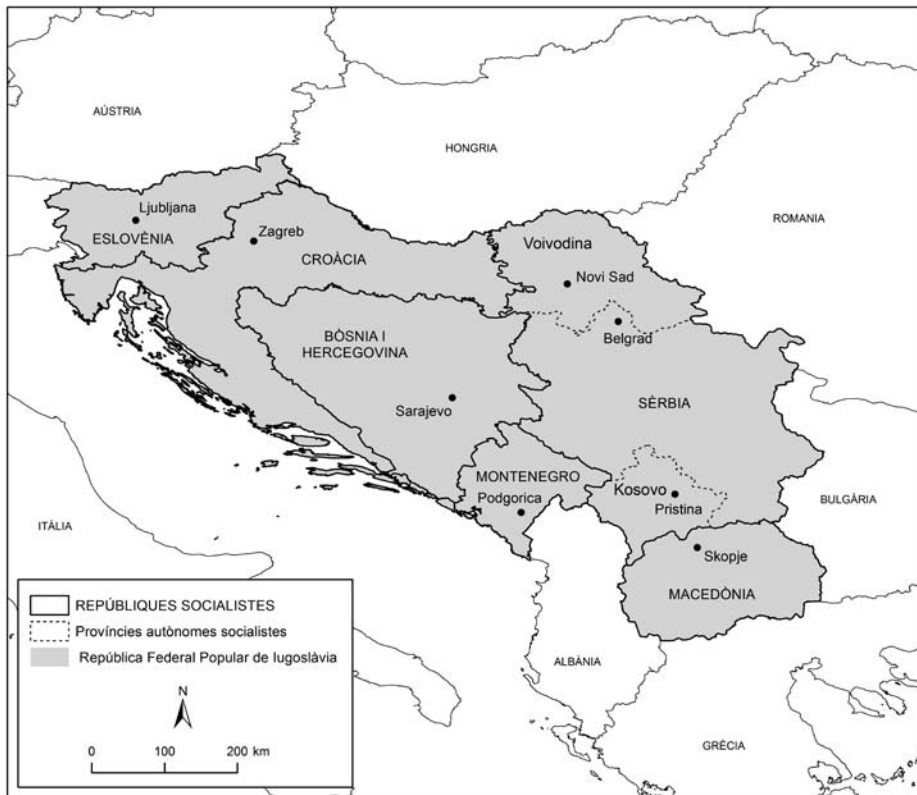 AÚSTRIA
HONGRIA
ROMANIA
Ljubljana
ESLOVÈNIA
Zagreb
CROÀCIA
Voivodina
Novi Sad
Belgrad
BÒSNIA I
HERCEGOVINA
Sarajevo
SÈRBIA
MONTENEGRO
Podgorica
Kosovo
Pristina
BULGÀRIA
ITÀLIA
Skopje
MACEDÒNIA
ALBÀNIA
GRÈCIA
REPÚBLIQUES SOCIALISTES
Províncies autònomes socialistes
República Federal Popular de Iugoslàvia
N
0 100 200 km